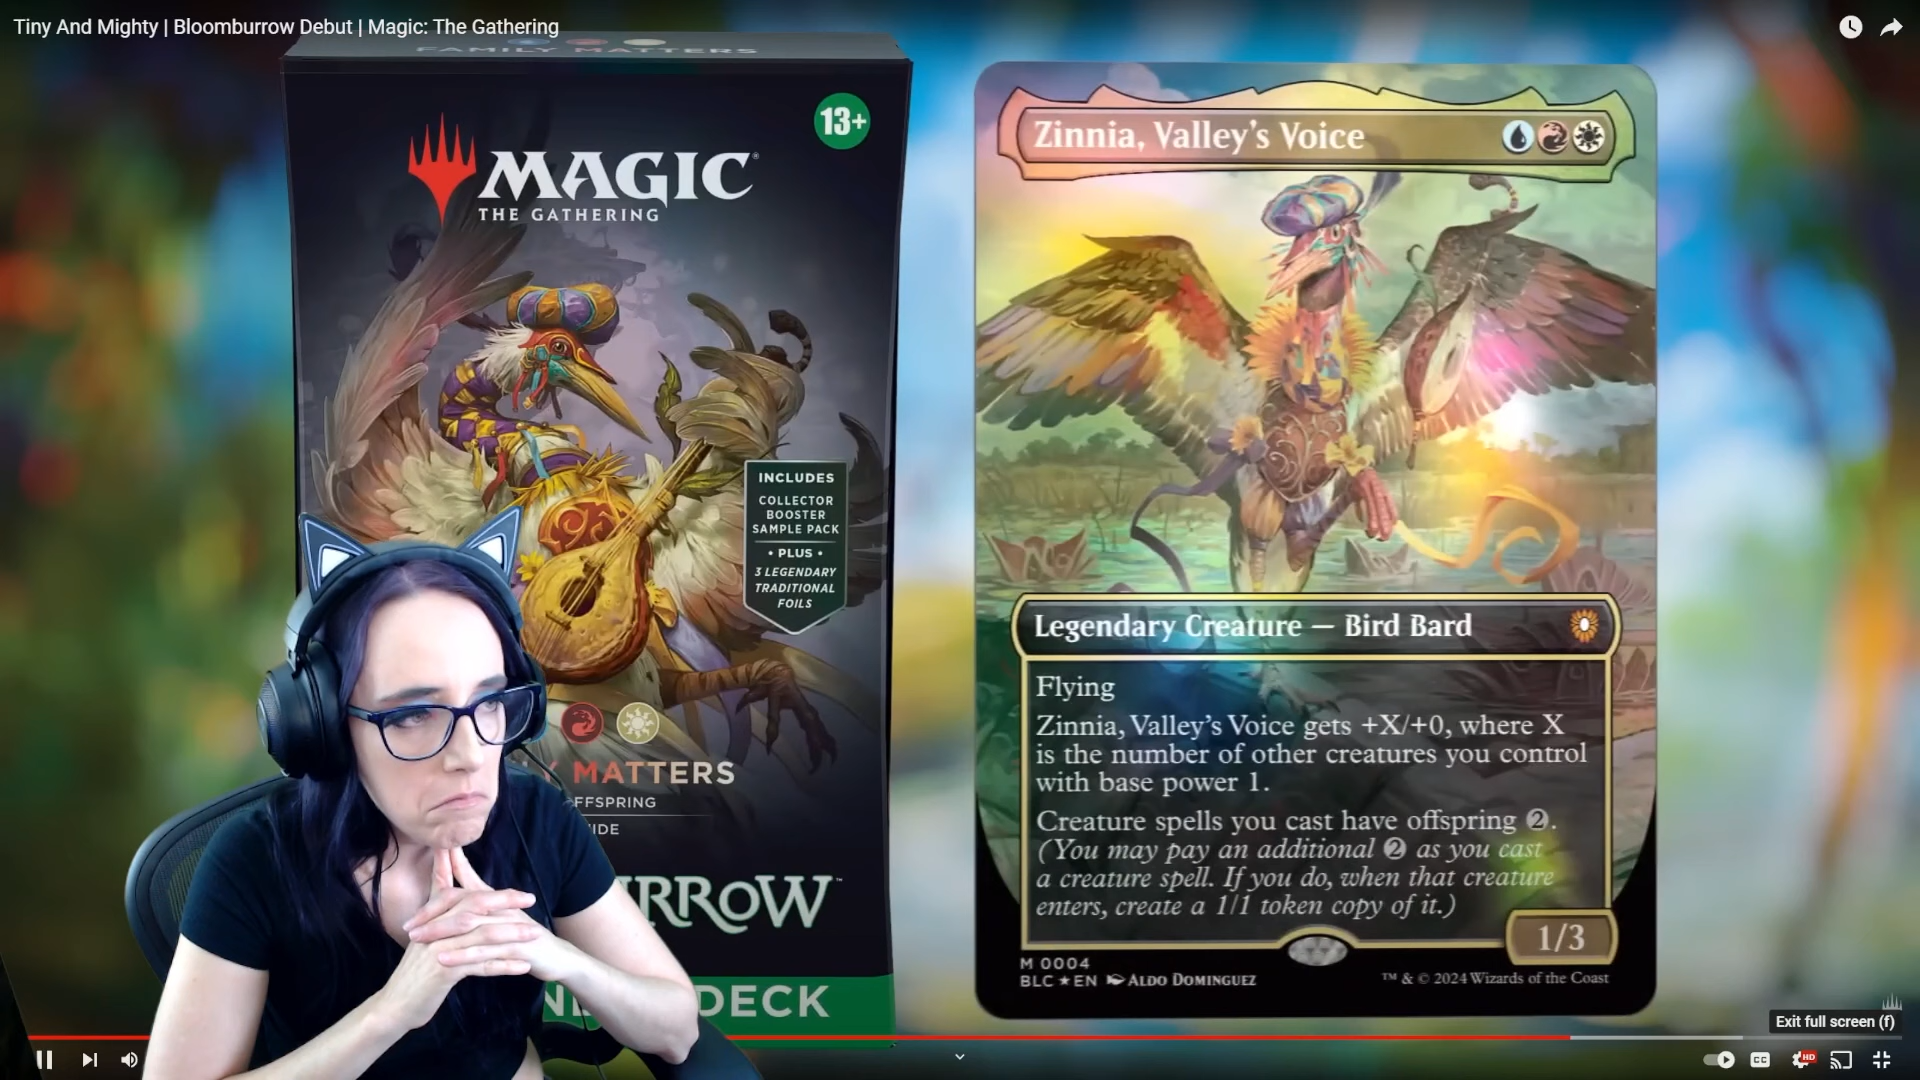 Tiny And Mighty | Bloomburrow Debut | Magic: The Gathering
FAMILY MATTERS
13+
MAGIC
THE GATHERING
INCLUDES
COLLECTOR
BOOSTER
SAMPLE PACK
• PLUS •
3 LEGENDARY
TRADITIONAL
FOILS
Y MATTERS
FFSPRING
IDE
RROW™
DECK
Zinnia, Valley's Voice
Legendary Creature — Bird Bard
Flying
Zinnia, Valley's Voice gets +X/+0, where X
is the number of other creatures you control
with base power 1.
Creature spells you cast have offspring 2.
(You may pay an additional 2 as you cast
a creature spell. If you do, when that creature
enters, create a 1/1 token copy of it.)
1/3
M 0004
BLC ★ EN ALDO DOMINGUEZ
™ & © 2024 Wizards of the Coast
Exit full screen (f)
CC
HD